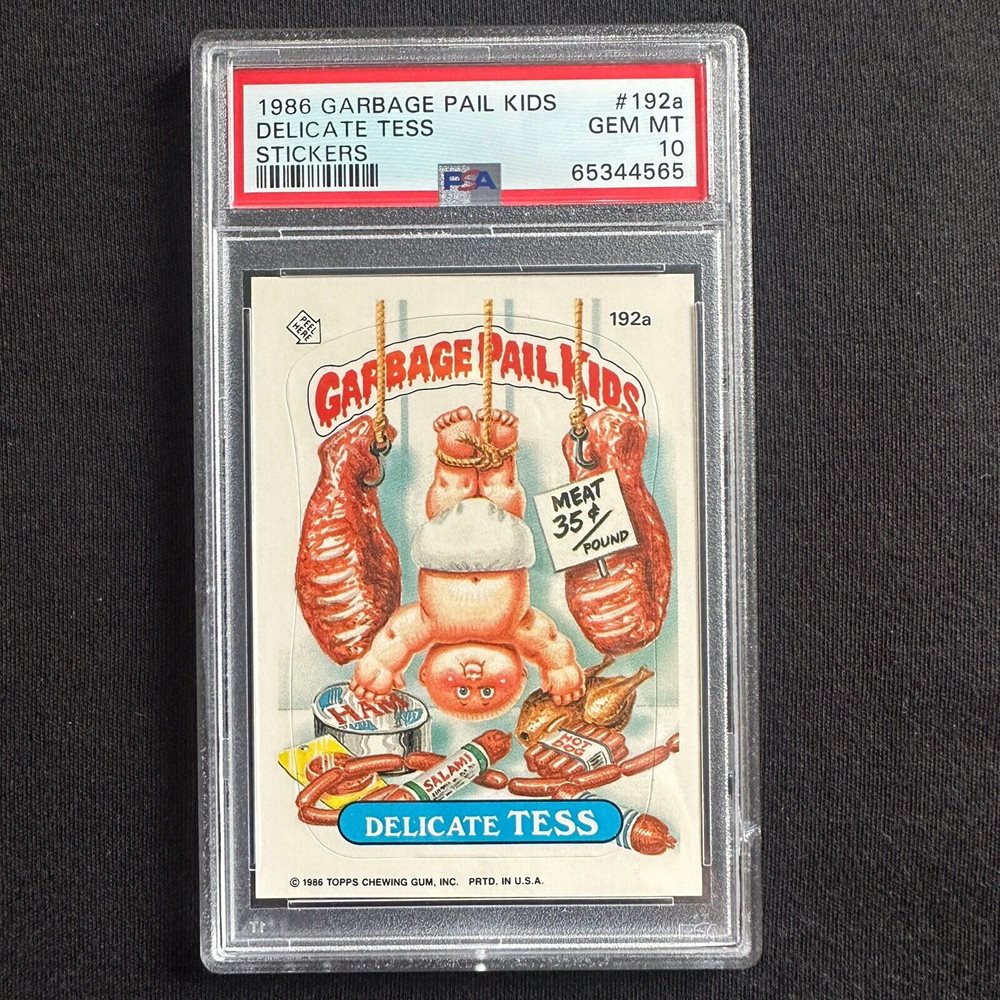 1986 GARBAGE PAIL KIDS #192a
DELICATE TESS GEM MT
STICKERS 10
PSA 65344565
PEEL HERE
192a
GARBAGE PAIL KIDS
MEAT
35¢/
POUND
HAM
SALAMI
HOT
DOG
DELICATE TESS
© 1986 TOPPS CHEWING GUM, INC. PRTD. IN U.S.A.